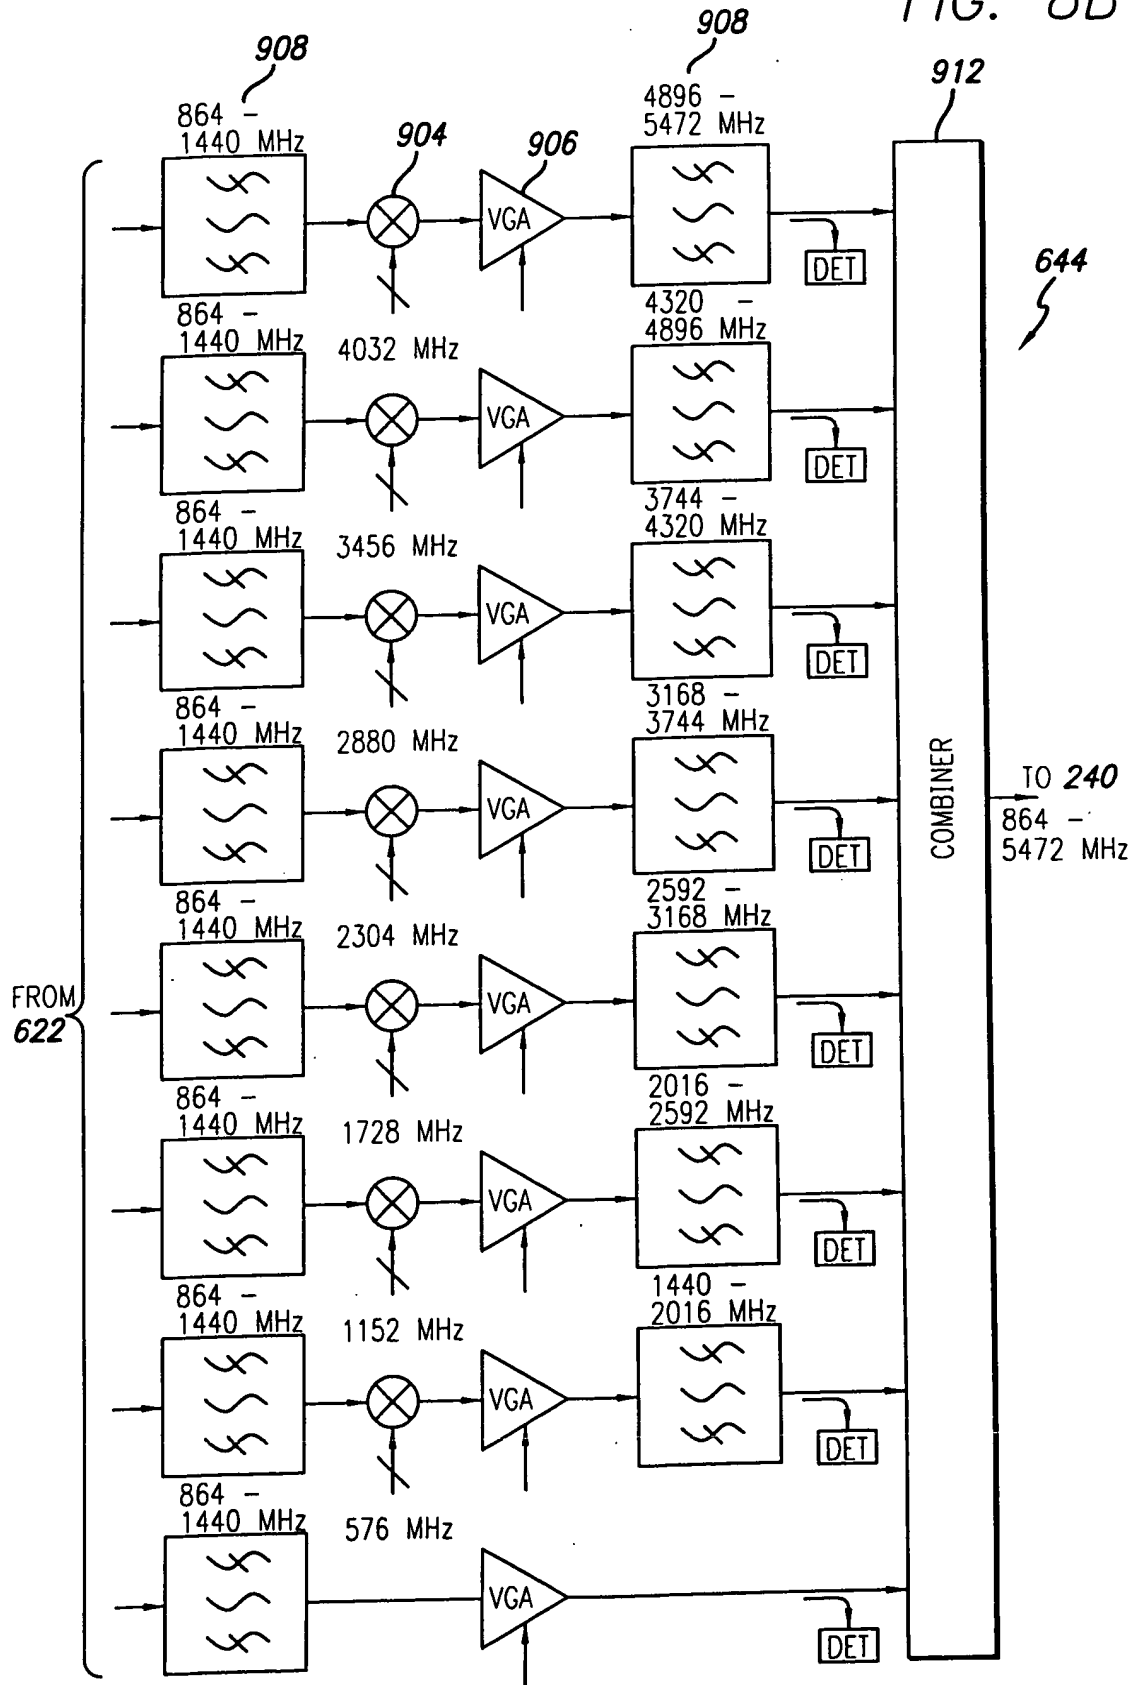 FIG. 8B
908
908
912
864 -
1440 MHz
904
906
4896 -
5472 MHz
VGA
DET
644
864 -
1440 MHz
4032 MHz
4320 -
4896 MHz
VGA
DET
864 -
1440 MHz
3456 MHz
3744 -
4320 MHz
VGA
DET
864 -
1440 MHz
2880 MHz
3168 -
3744 MHz
VGA
DET
COMBINER
TO 240
864 -
5472 MHz
864 -
1440 MHz
2304 MHz
2592 -
3168 MHz
VGA
DET
FROM
622
864 -
1440 MHz
1728 MHz
2016 -
2592 MHz
VGA
DET
864 -
1440 MHz
1152 MHz
1440 -
2016 MHz
VGA
DET
864 -
1440 MHz
576 MHz
VGA
DET